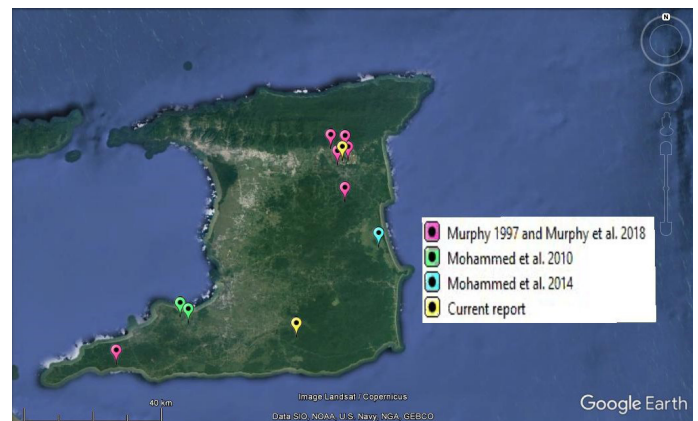 N
Murphy 1997 and Murphy et al. 2018
Mohammed et al. 2010
Mohammed et al. 2014
Current report
Image Landsat / Copernicus
40 km
Data SIO, NOAA, U.S. Navy, NGA, GEBCO
Google Earth